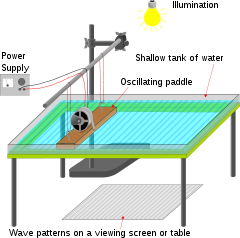 Illumination
Power
Supply
Shallow tank of water
Oscillating paddle
Wave patterns on a viewing screen or table